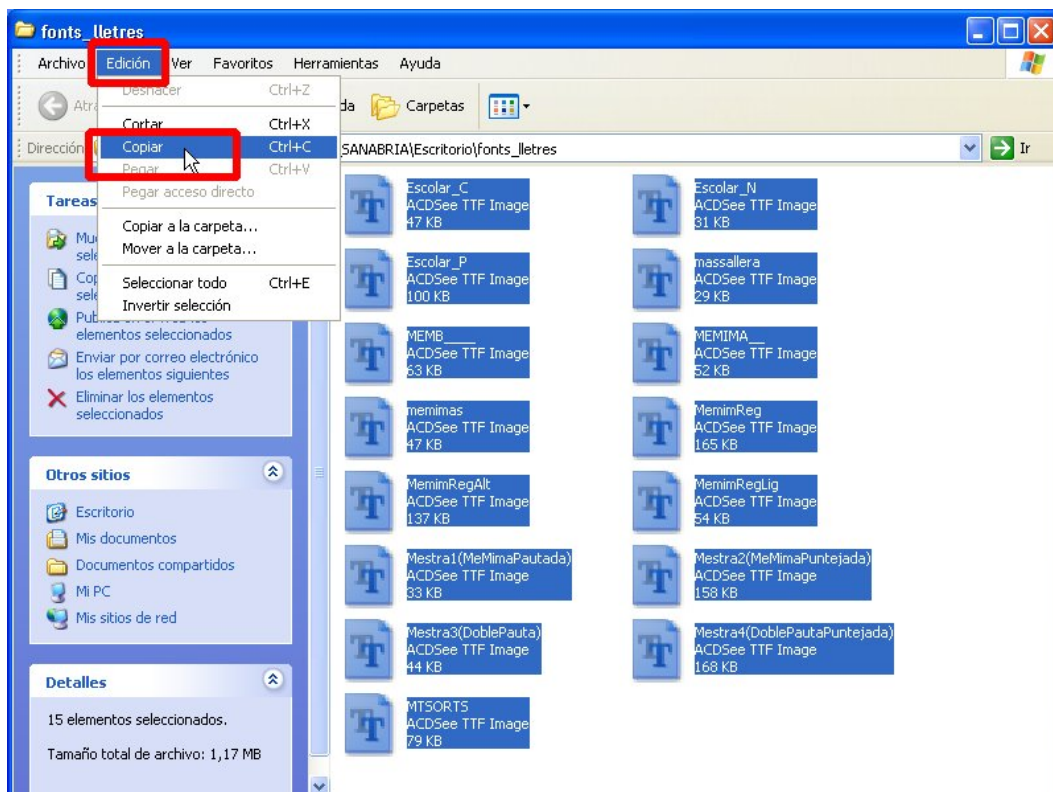 fonts_lletres
Archivo Edición Ver Favoritos Herramientas Ayuda
Deshacer Ctrl+Z
Cortar Ctrl+X
Copiar Ctrl+C
Pegar Ctrl+V
Pegar acceso directo
Copiar a la carpeta...
Mover a la carpeta...
Seleccionar todo Ctrl+E
Invertir selección
Carpetas
Dirección
SANABRIA\Escritorio\fonts_lletres
Ir
Tareas
elementos seleccionados
Enviar por correo electrónico
los elementos siguientes
Eliminar los elementos
seleccionados
Otros sitios
Escritorio
Mis documentos
Documentos compartidos
Mi PC
Mis sitios de red
Detalles
15 elementos seleccionados.
Tamaño total de archivo: 1,17 MB
Escolar_C
ACDSee TTF Image
47 KB
Escolar_N
ACDSee TTF Image
31 KB
Escolar_P
ACDSee TTF Image
100 KB
massallera
ACDSee TTF Image
29 KB
MEMB____
ACDSee TTF Image
63 KB
MEMIMA__
ACDSee TTF Image
52 KB
memimas
ACDSee TTF Image
47 KB
MemimReg
ACDSee TTF Image
165 KB
MemimRegAlt
ACDSee TTF Image
137 KB
MemimRegLig
ACDSee TTF Image
54 KB
Mestra1(MeMimaPautada)
ACDSee TTF Image
33 KB
Mestra2(MeMimaPuntejada)
ACDSee TTF Image
158 KB
Mestra3(DoblePauta)
ACDSee TTF Image
44 KB
Mestra4(DoblePautaPuntejada)
ACDSee TTF Image
168 KB
MTSORTS
ACDSee TTF Image
79 KB